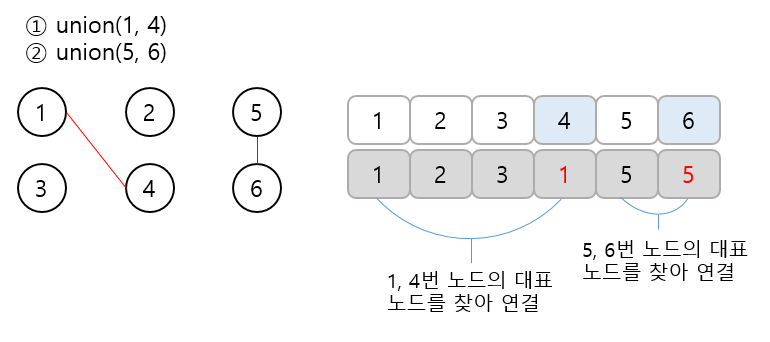 ① union(1, 4)
② union(5, 6)
1 2 5
3 4 6
1 2 3 4 5 6
1 2 3 1 5 5
1, 4번 노드의 대표
노드를 찾아 연결
5, 6번 노드의 대표
노드를 찾아 연결